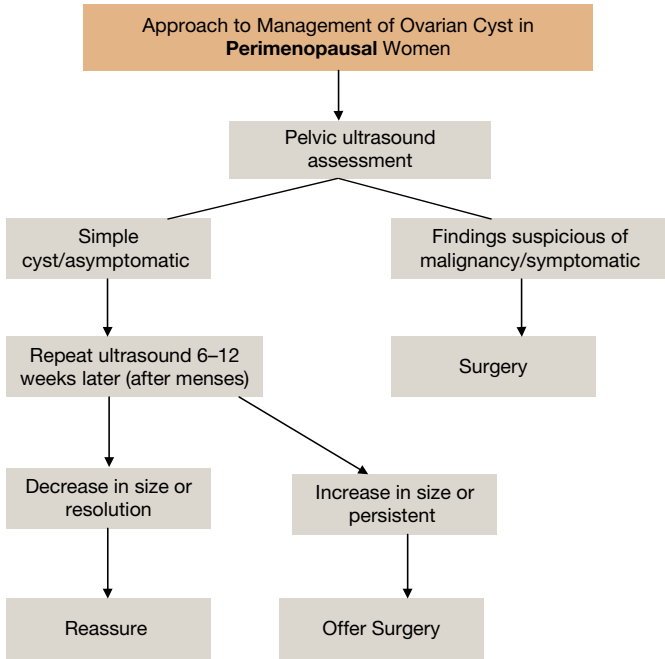 Approach to Management of Ovarian Cyst in
Perimenopausal Women
Pelvic ultrasound
assessment
Simple
cyst/asymptomatic
Findings suspicious of
malignancy/symptomatic
Repeat ultrasound 6–12
weeks later (after menses)
Surgery
Decrease in size or
resolution
Increase in size or
persistent
Reassure
Offer Surgery